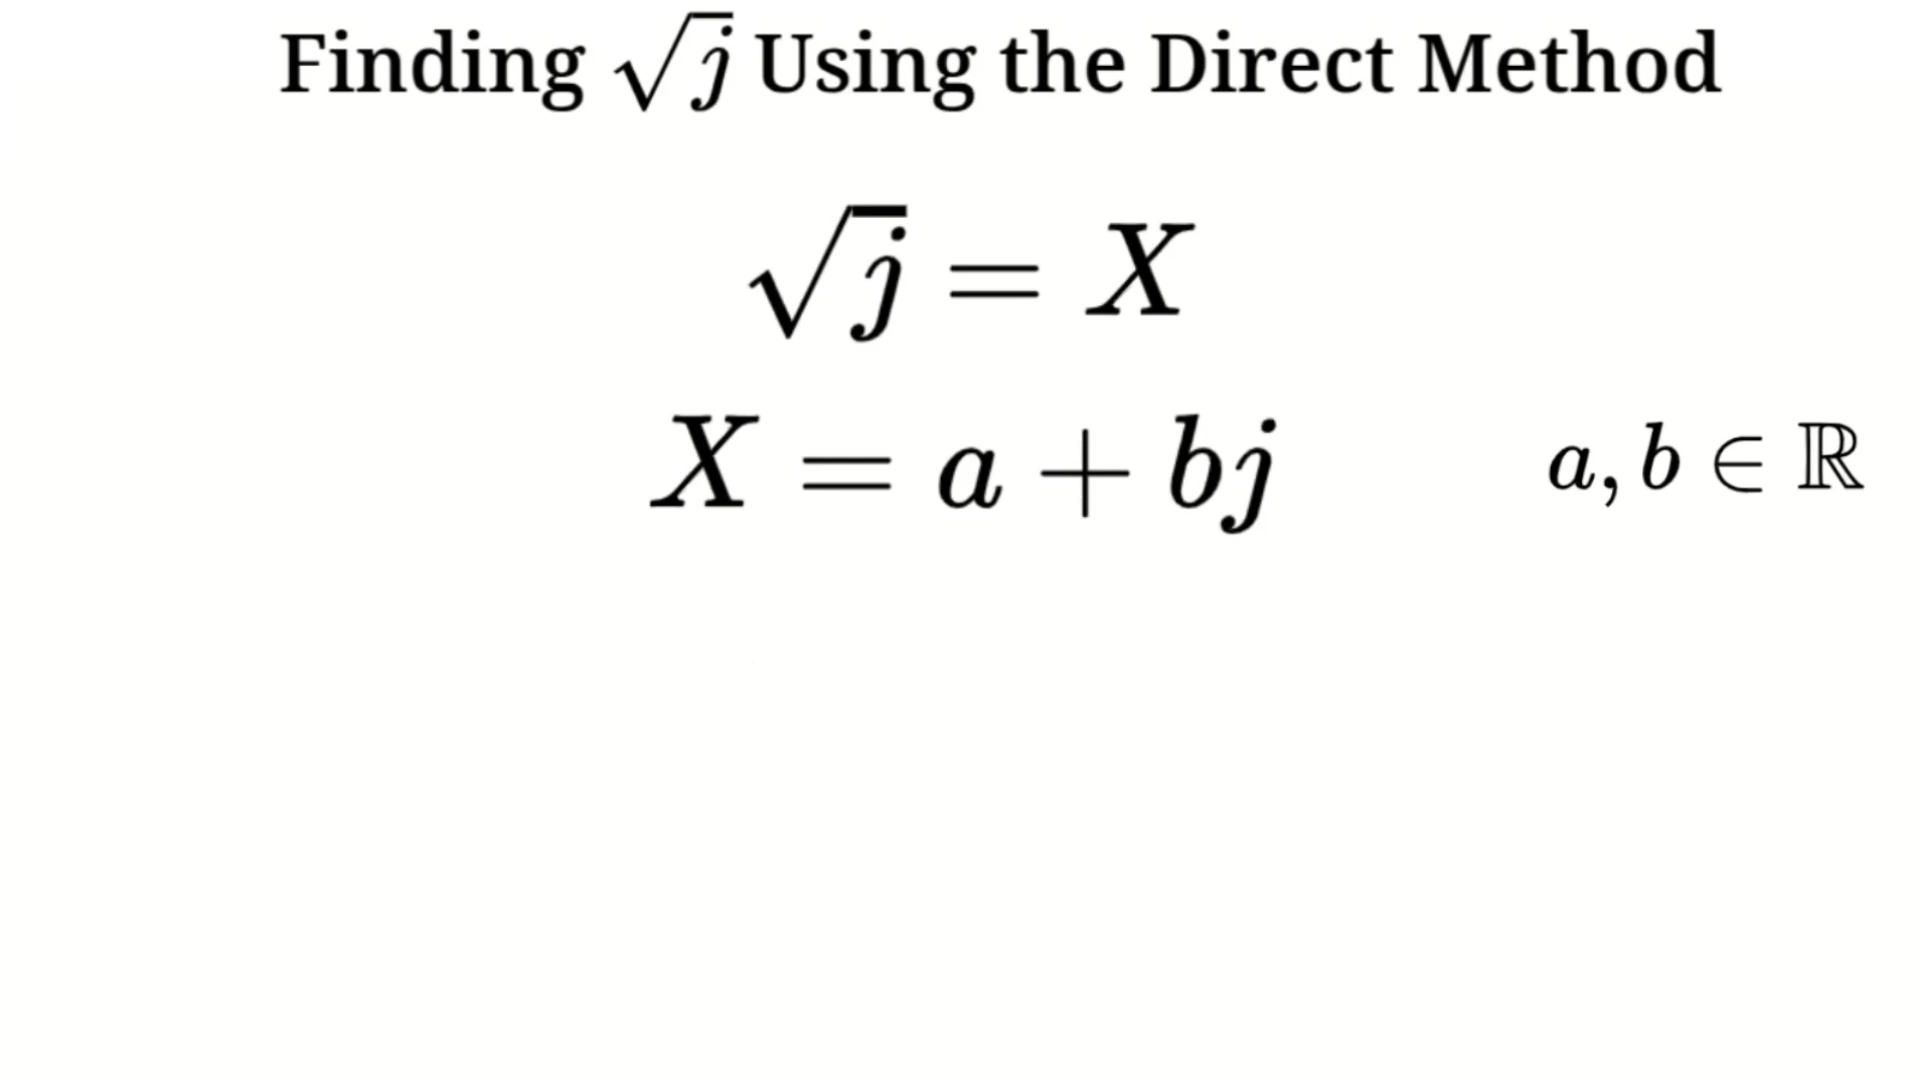 Finding √j Using the Direct Method
√j = X
X = a + bj
a, b ∈ ℝ